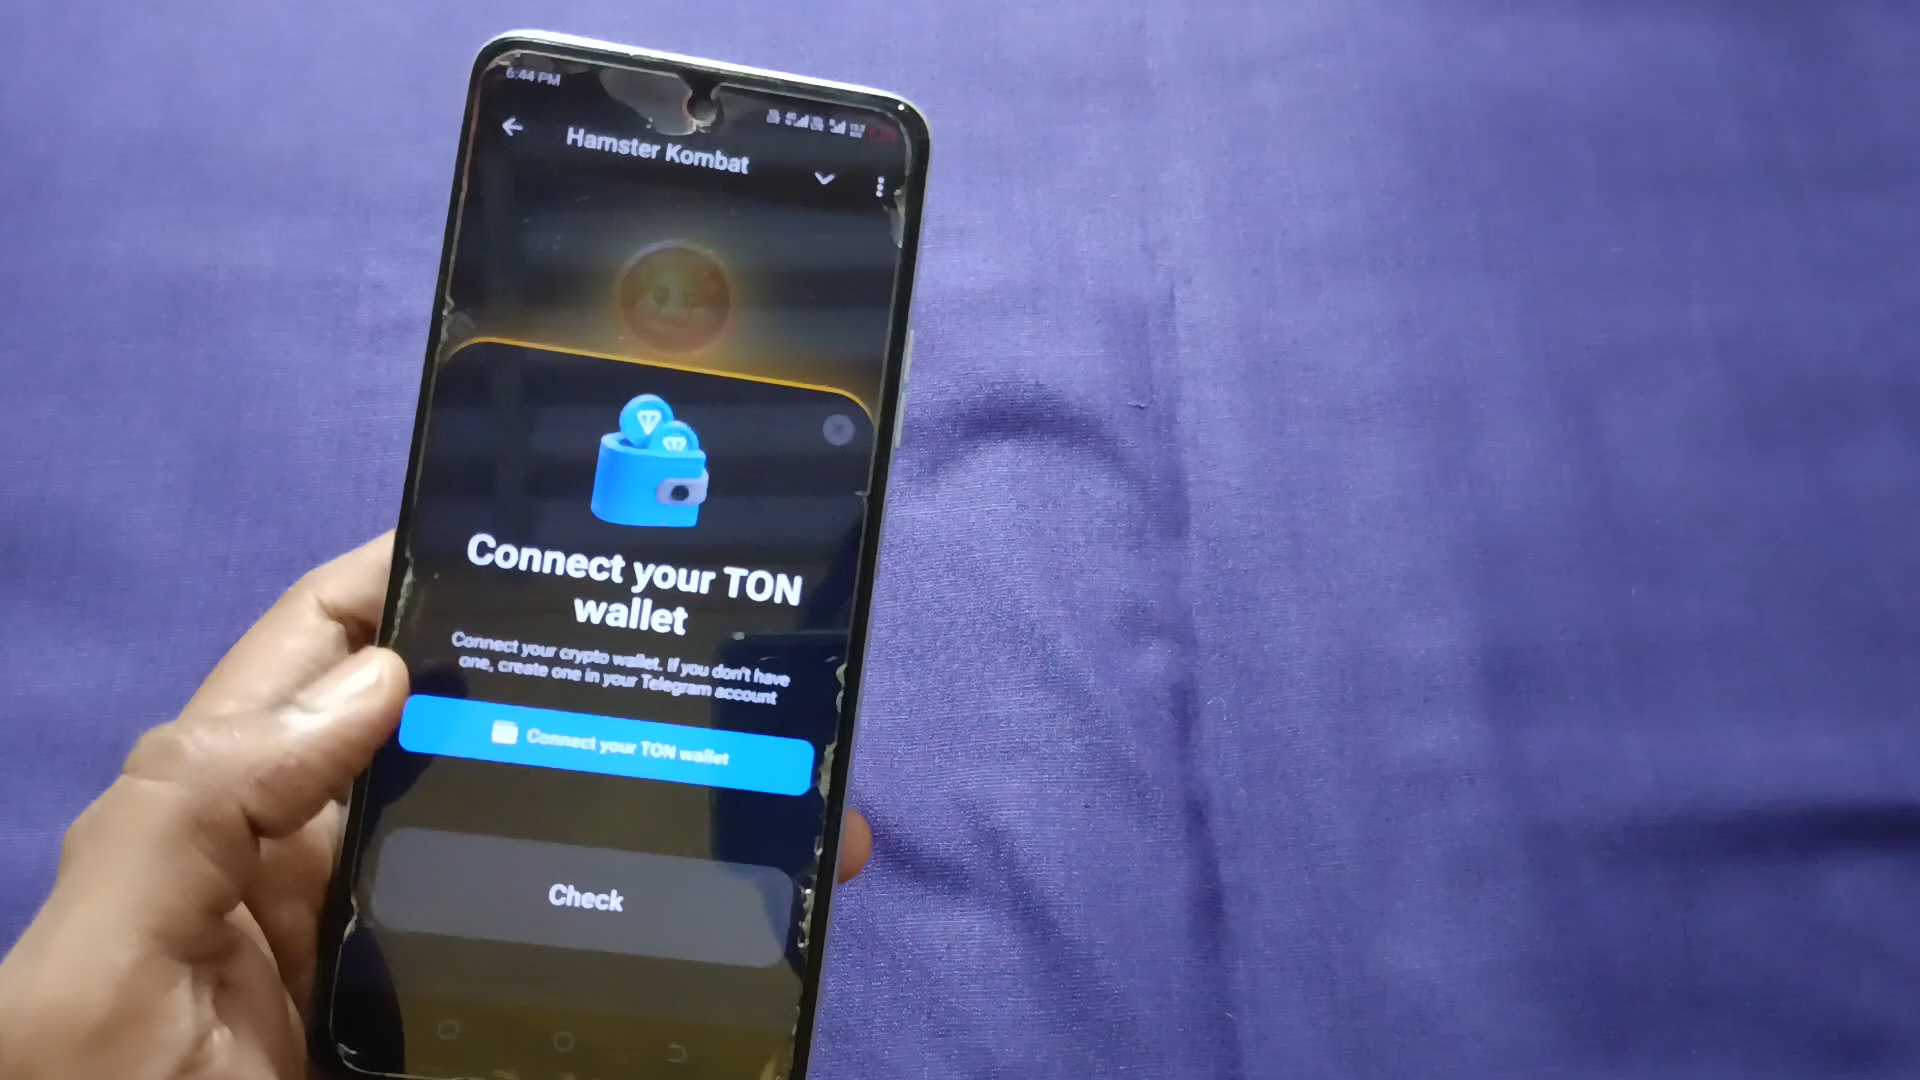 6:44 PM
Hamster Kombat
Connect your TON
wallet
Connect your crypto wallet. If you don't have
one, create one in your Telegram account
Connect your TON wallet
Check